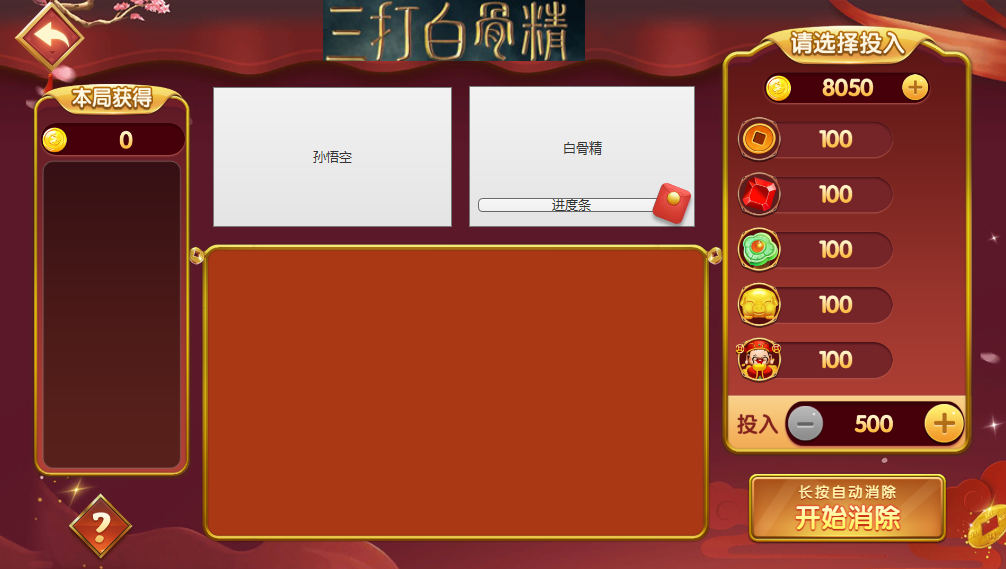 三打白骨精
请选择投入
8050
本局获得
0
孙悟空
白骨精
进度条
100
100
100
100
100
投入
500
长按自动消除
开始消除
?